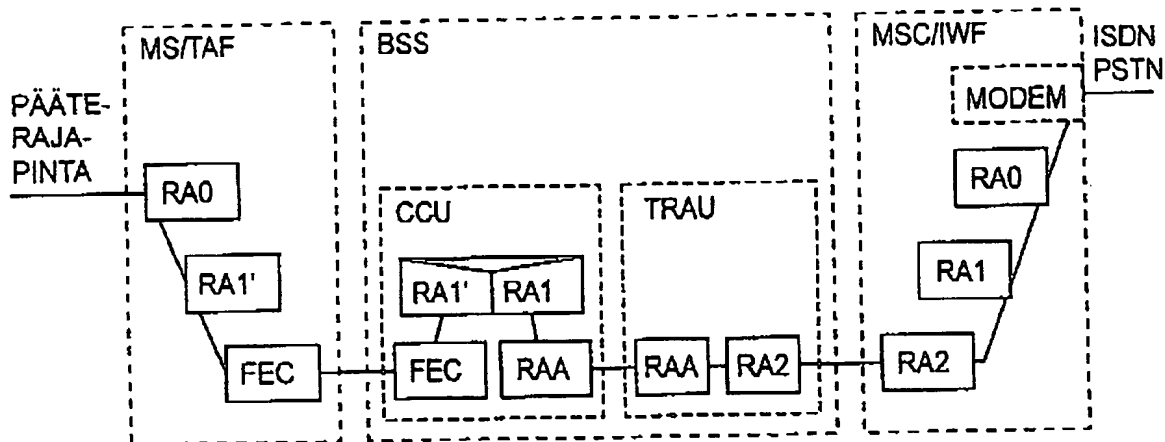 MS/TAF
BSS
MSC/IWF
ISDN
PSTN
MODEM
PÄÄTE-
RAJA-
PINTA
RA0
RA0
CCU
TRAU
RA1'
RA1'
RA1
RA1
FEC
FEC
RAA
RAA
RA2
RA2